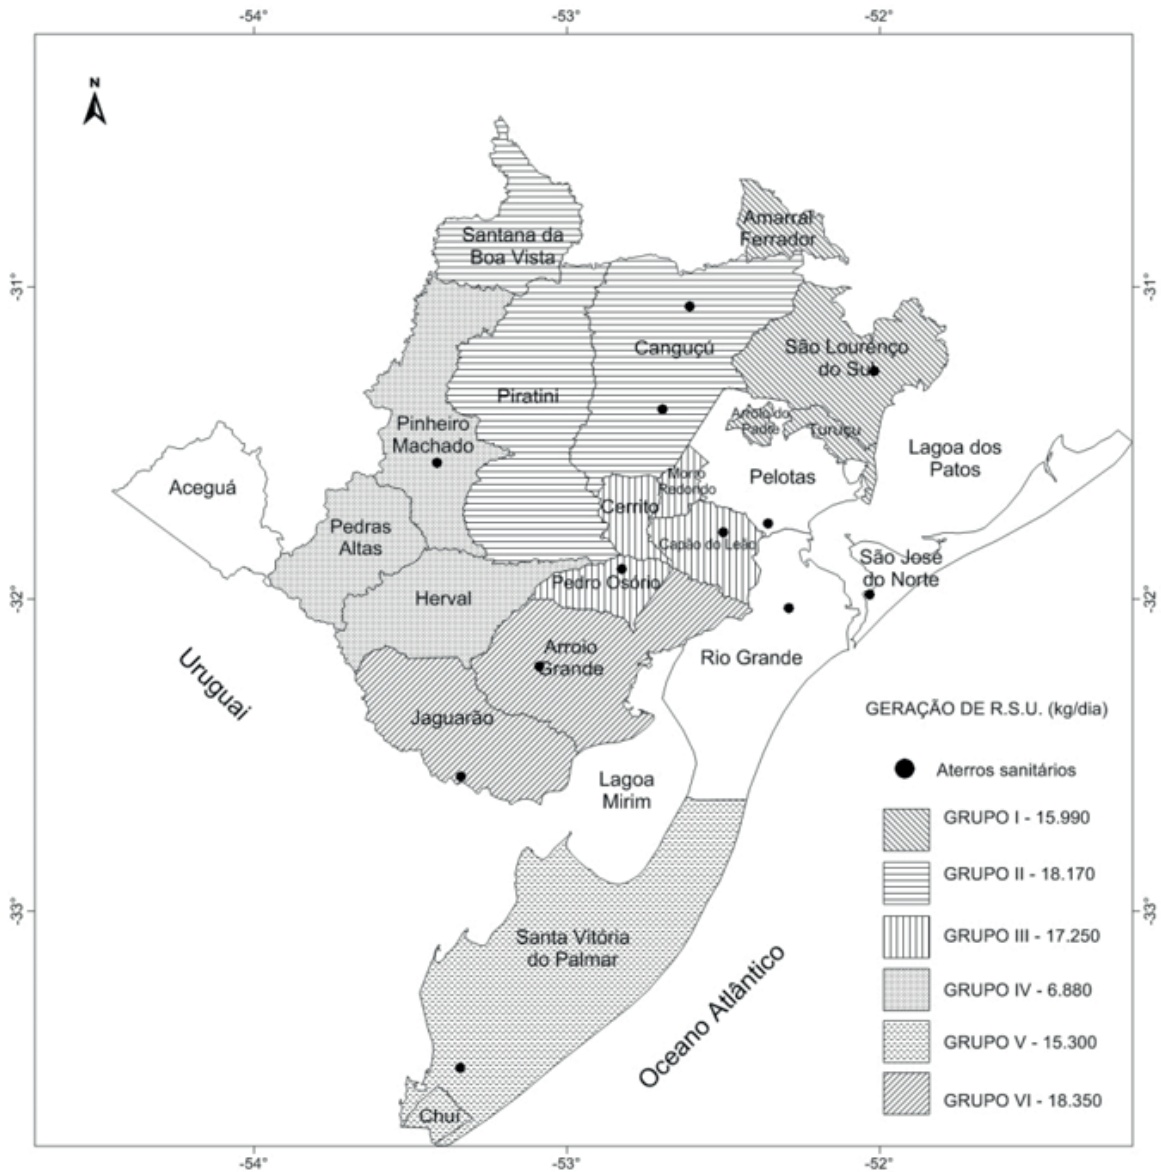 -54°
-53°
-52°
N
Amarral
Ferrador
Santana da
Boa Vista
-31°
-31°
São Lourenço
do Sul
Canguçú
Piratini
Arroio do
Padre
Turuçu
Pinheiro
Machado
Lagoa dos
Patos
Pelotas
Morro
Redondo
Aceguá
Cerrito
Pedras
Altas
Capão do Leão
São José
do Norte
Pedro Osório
Herval
-32°
-32°
Arroio
Grande
Rio Grande
Uruguai
Jaguarão
GERAÇÃO DE R.S.U. (kg/dia)
Aterros sanitários
Lagoa
Mirim
GRUPO I - 15.990
GRUPO II - 18.170
GRUPO III - 17.250
GRUPO IV - 6.880
GRUPO V - 15.300
GRUPO VI - 18.350
-33°
-33°
Santa Vitória
do Palmar
Oceano Atlântico
Chuí
-54°
-53°
-52°